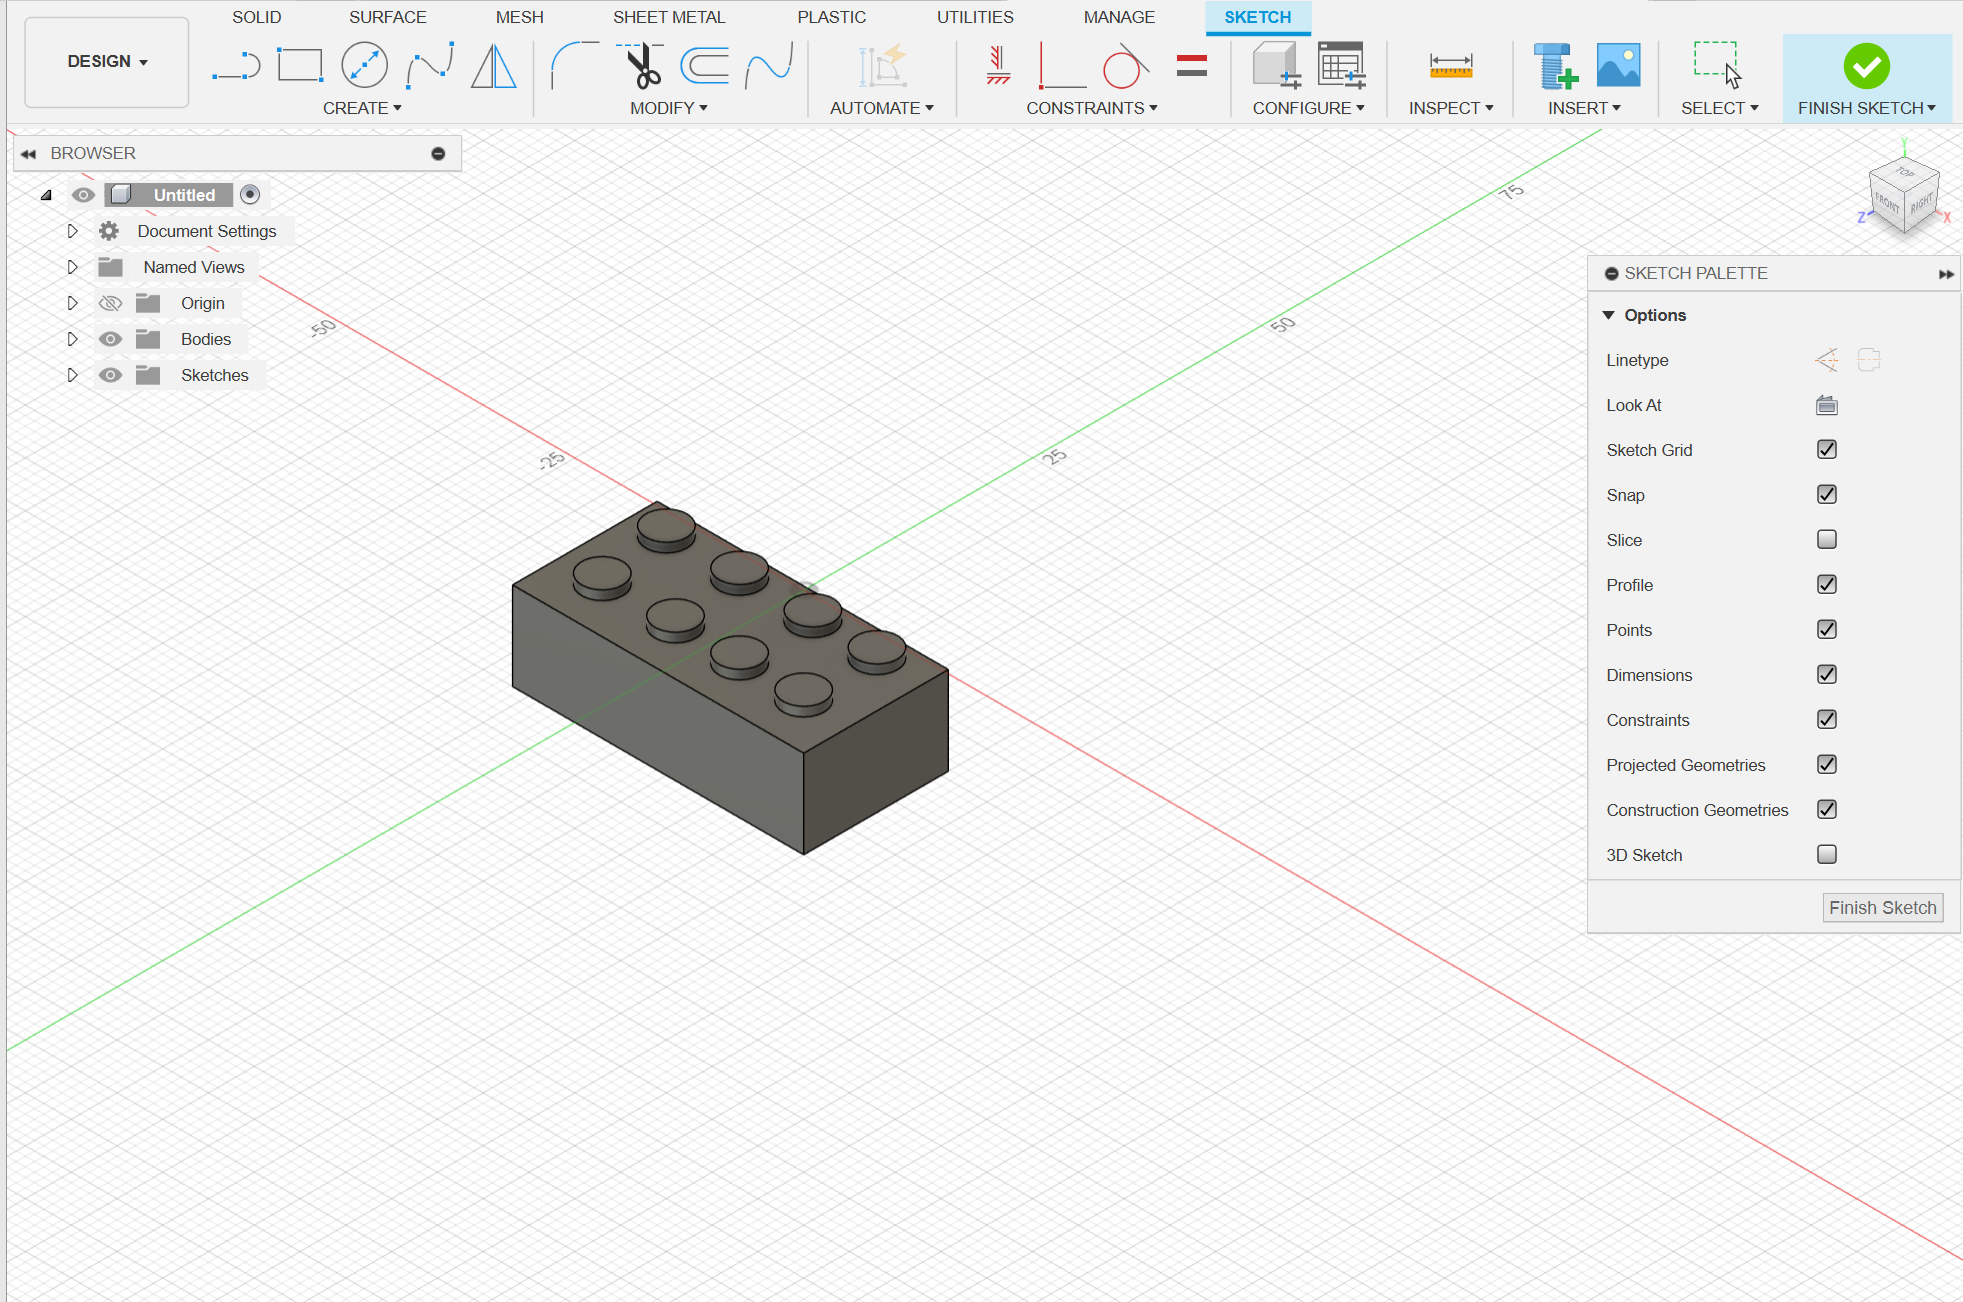 SOLID SURFACE MESH SHEET METAL PLASTIC UTILITIES MANAGE SKETCH
DESIGN
CREATE MODIFY AUTOMATE CONSTRAINTS CONFIGURE INSPECT INSERT SELECT FINISH SKETCH
BROWSER
Untitled
Document Settings
Named Views
Origin
Bodies
Sketches
-50
-25
25
50
75
Y
TOP
FRONT
RIGHT
Z
X
SKETCH PALETTE
Options
Linetype
Look At
Sketch Grid
Snap
Slice
Profile
Points
Dimensions
Constraints
Projected Geometries
Construction Geometries
3D Sketch
Finish Sketch